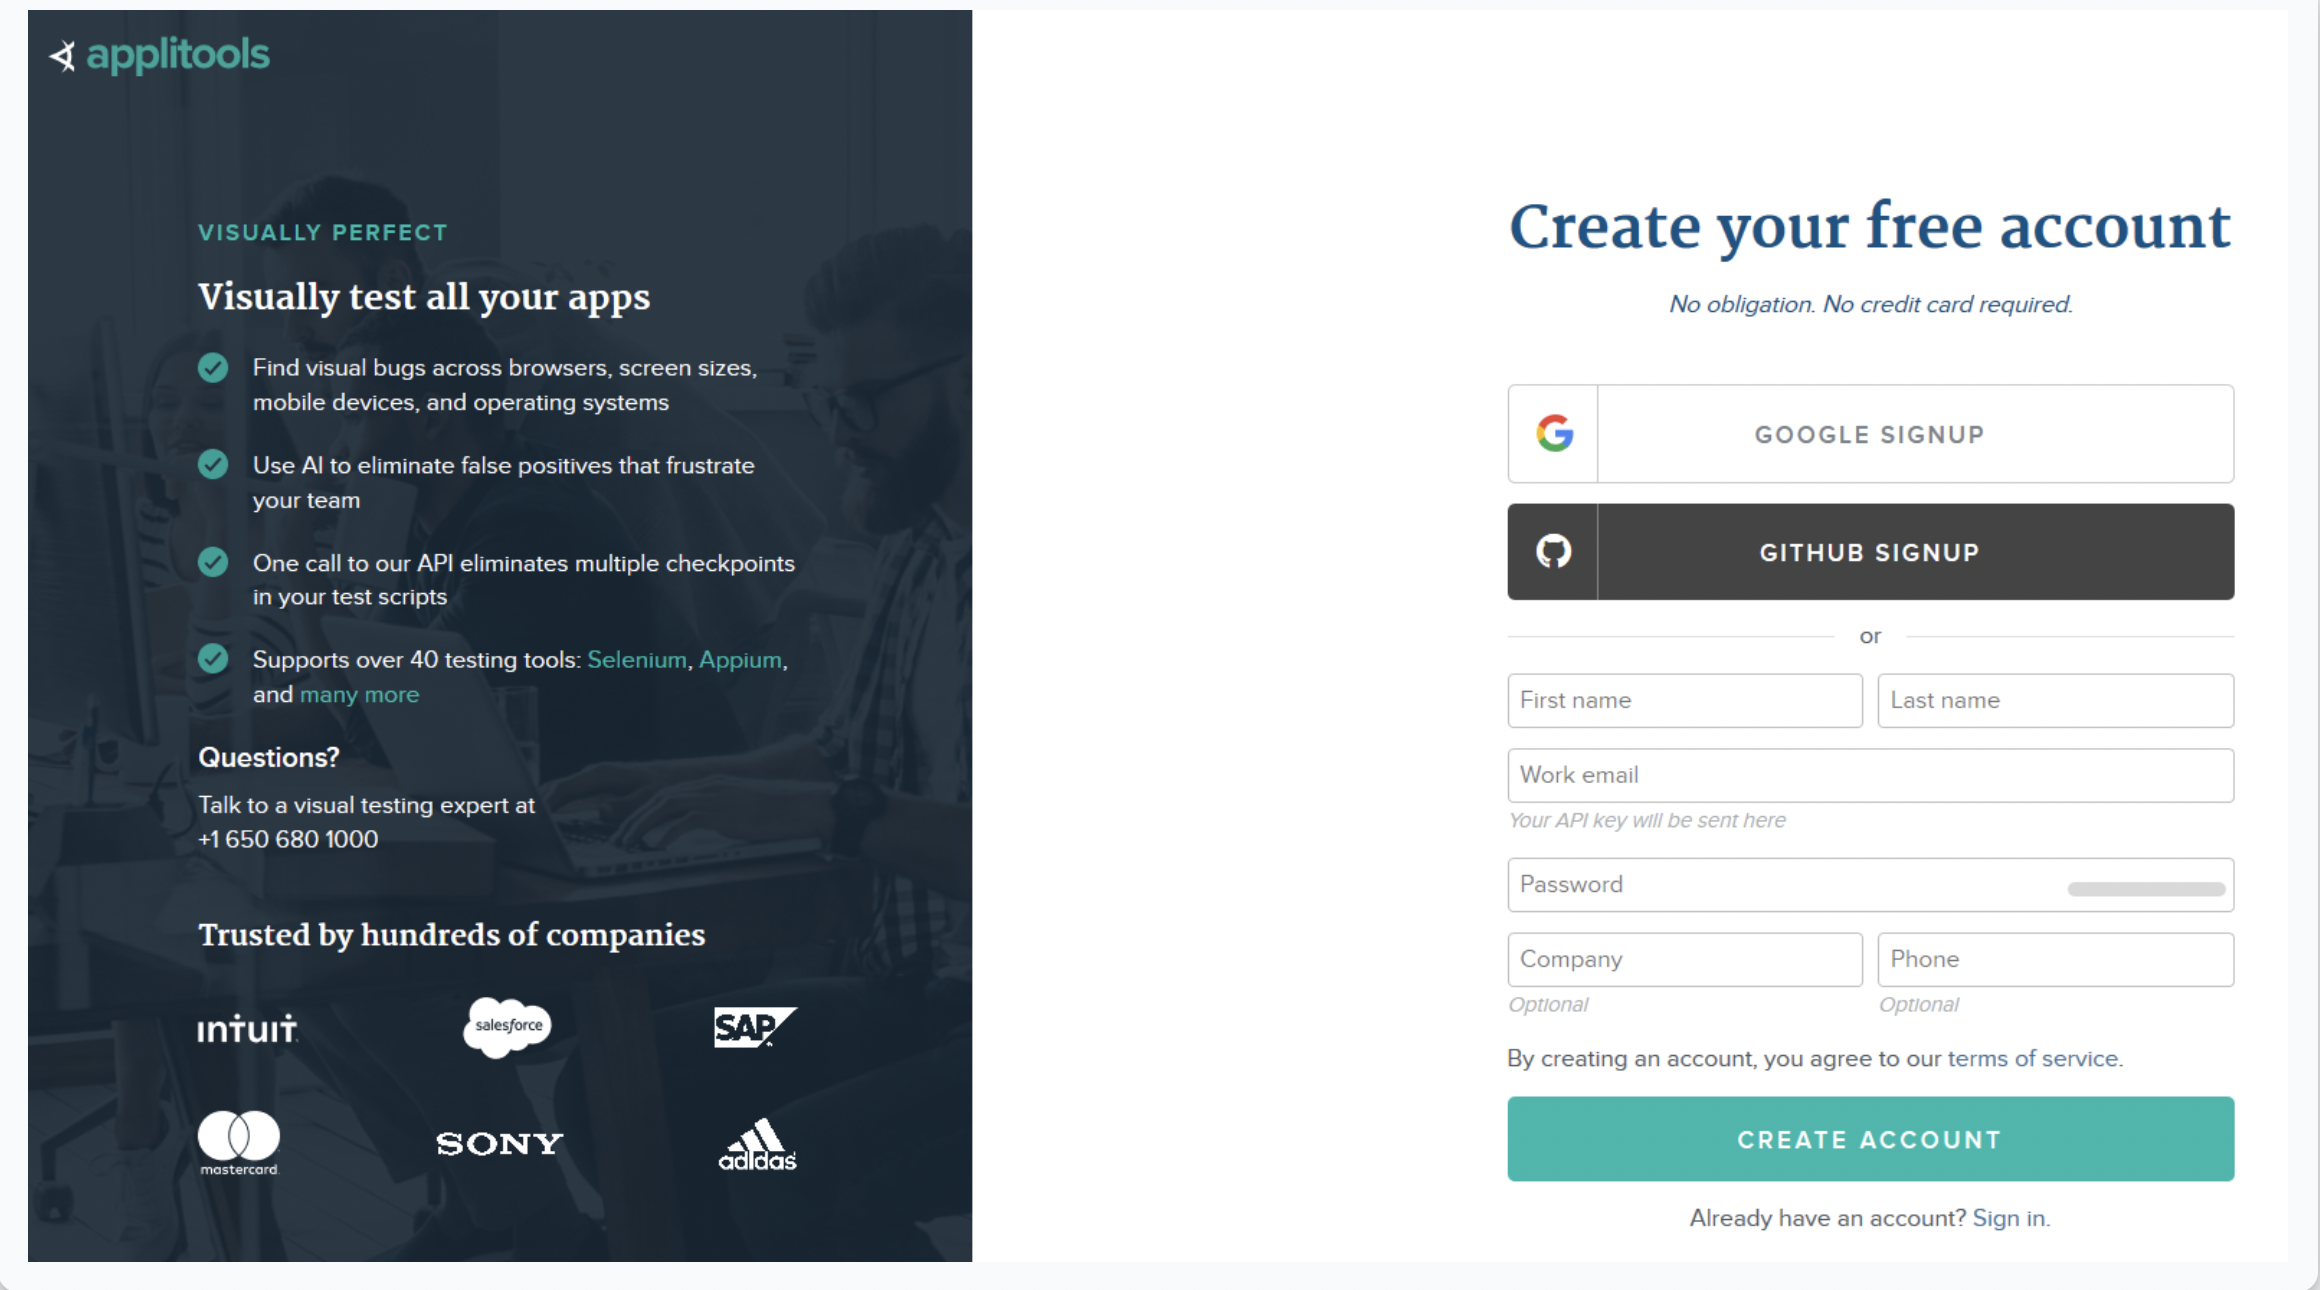 applitools
VISUALLY PERFECT
Visually test all your apps
Find visual bugs across browsers, screen sizes,
mobile devices, and operating systems
Use AI to eliminate false positives that frustrate
your team
One call to our API eliminates multiple checkpoints
in your test scripts
Supports over 40 testing tools: Selenium, Appium,
and many more
Questions?
Talk to a visual testing expert at
+1 650 680 1000
Trusted by hundreds of companies
intuit
salesforce
SAP
mastercard
SONY
adidas
Create your free account
No obligation. No credit card required.
GOOGLE SIGNUP
GITHUB SIGNUP
or
First name
Last name
Work email
Your API key will be sent here
Password
Company
Phone
Optional
Optional
By creating an account, you agree to our terms of service.
CREATE ACCOUNT
Already have an account? Sign in.